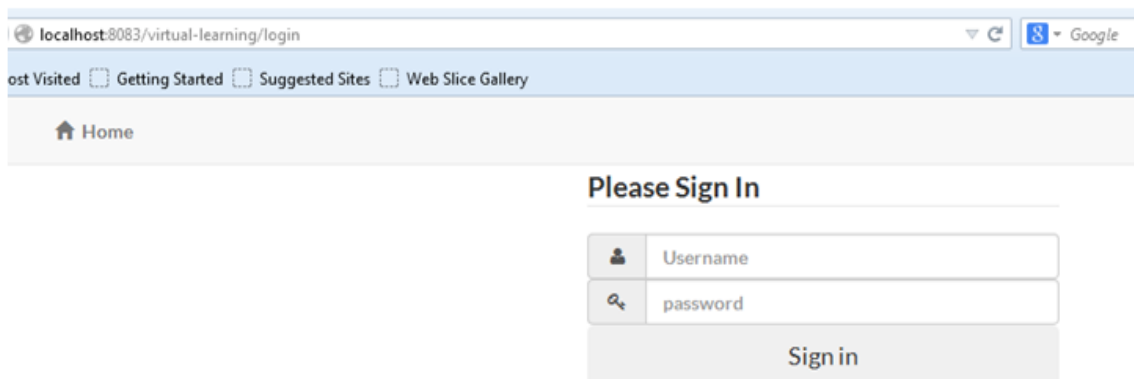 localhost:8083/virtual-learning/login Google
ost Visited Getting Started Suggested Sites Web Slice Gallery
Home
Please Sign In
Username
password
Sign in